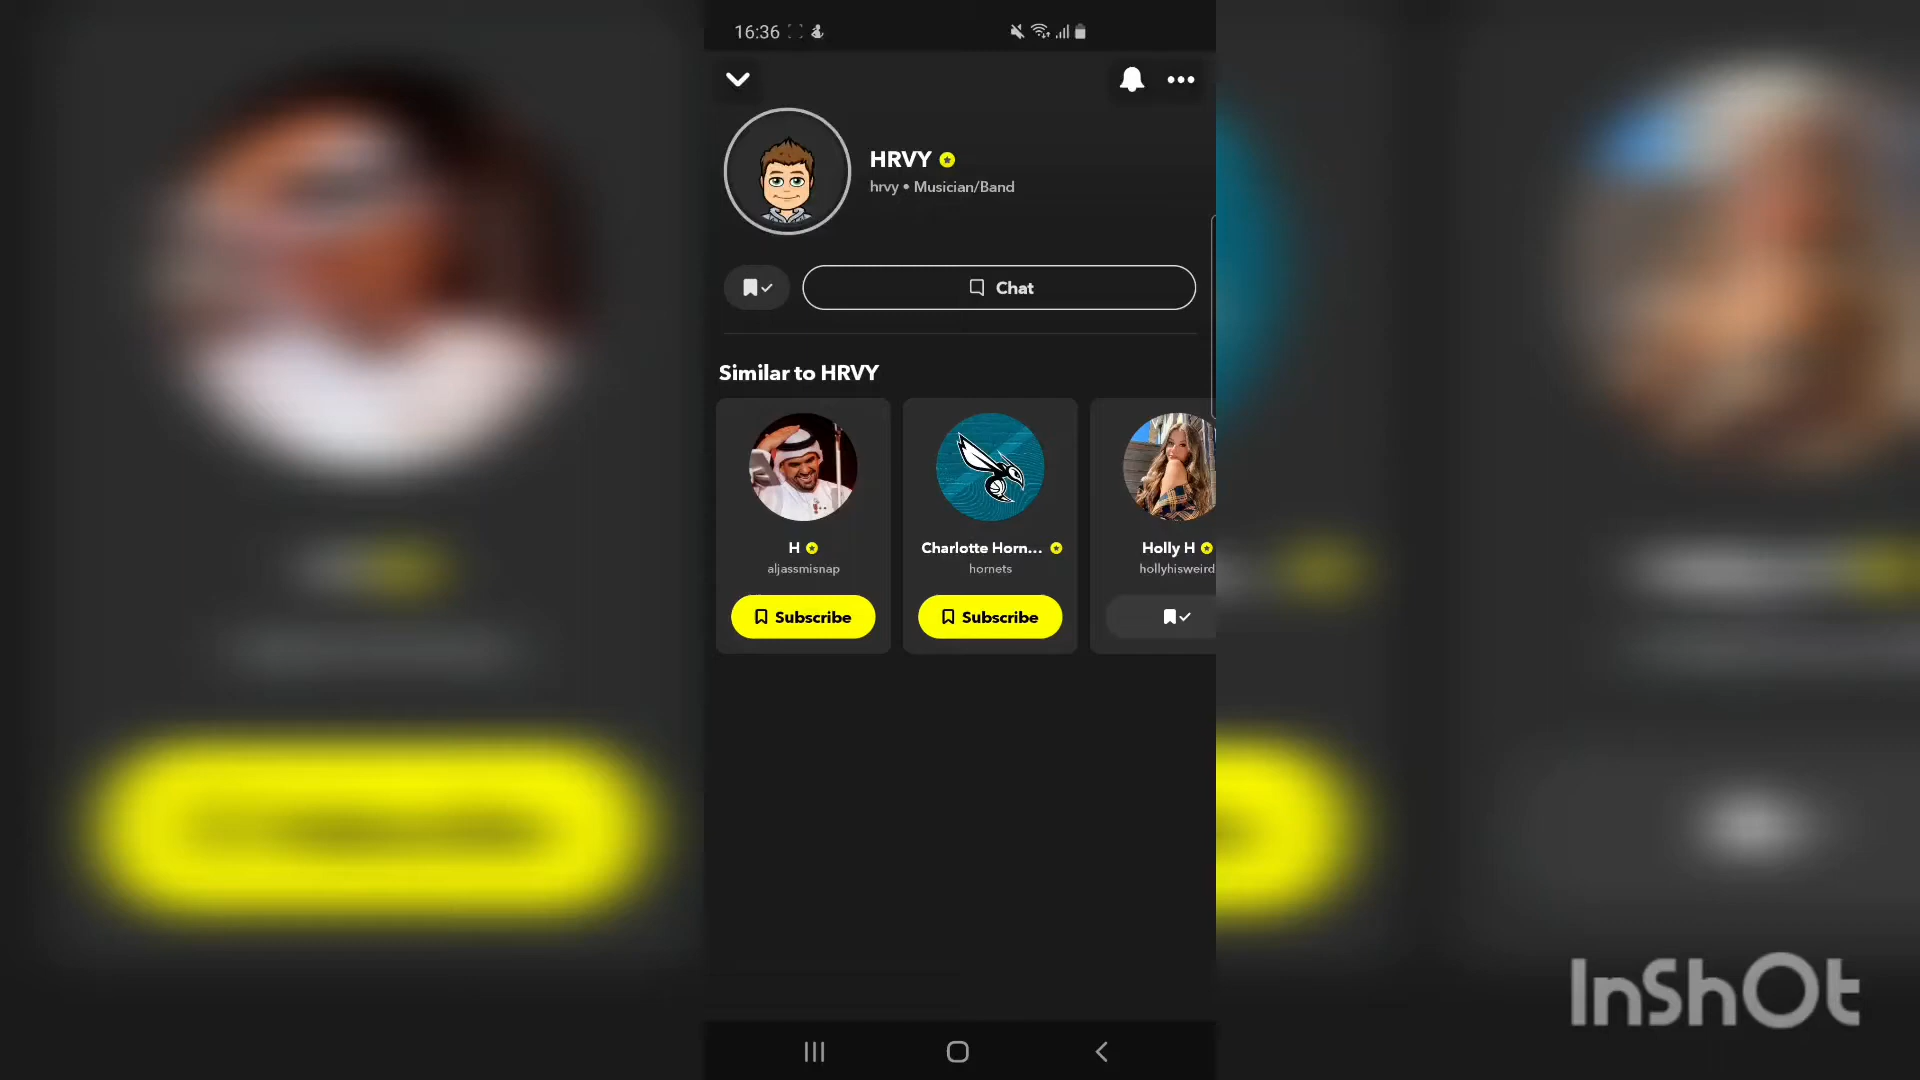 16:36
HRVY
hrvy • Musician/Band
Chat
Similar to HRVY
H
aljassmisnap
Subscribe
Charlotte Horn...
hornets
Subscribe
Holly H
hollyhisweird
InShOt